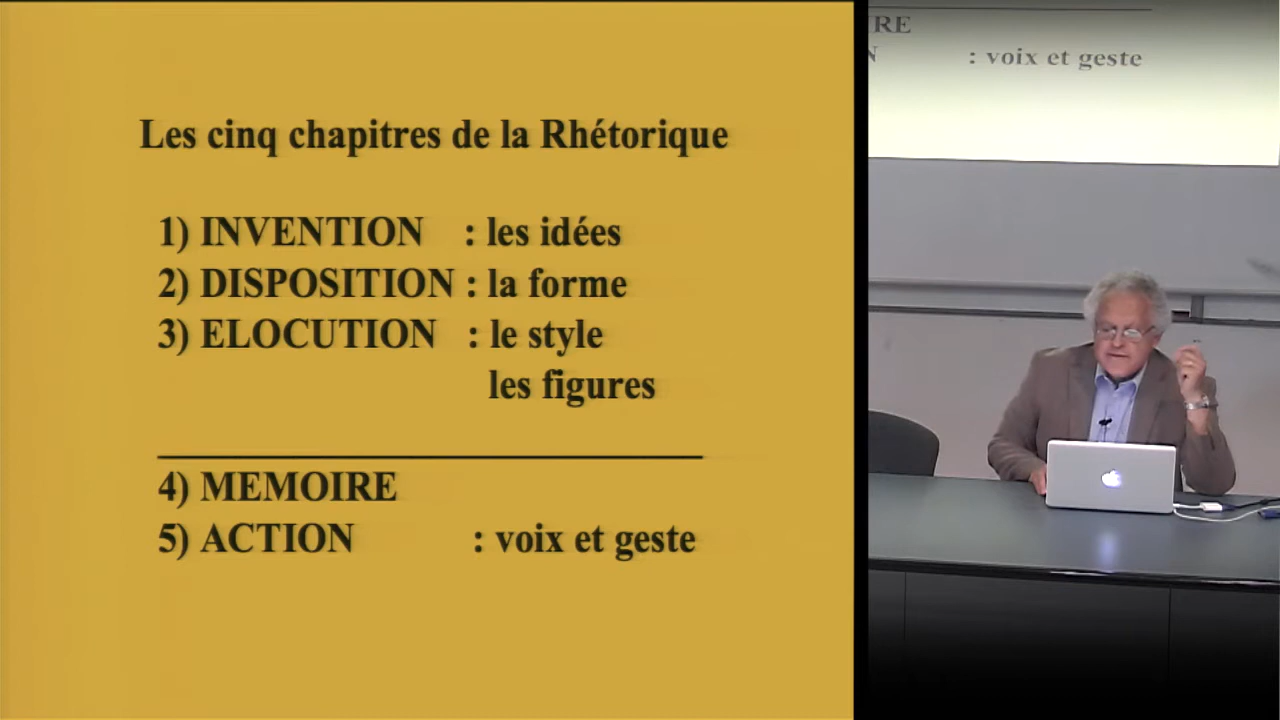 Les cinq chapitres de la Rhétorique
1) INVENTION : les idées
2) DISPOSITION : la forme
3) ELOCUTION : le style
les figures
4) MEMOIRE
5) ACTION : voix et geste
IRE
N : voix et geste